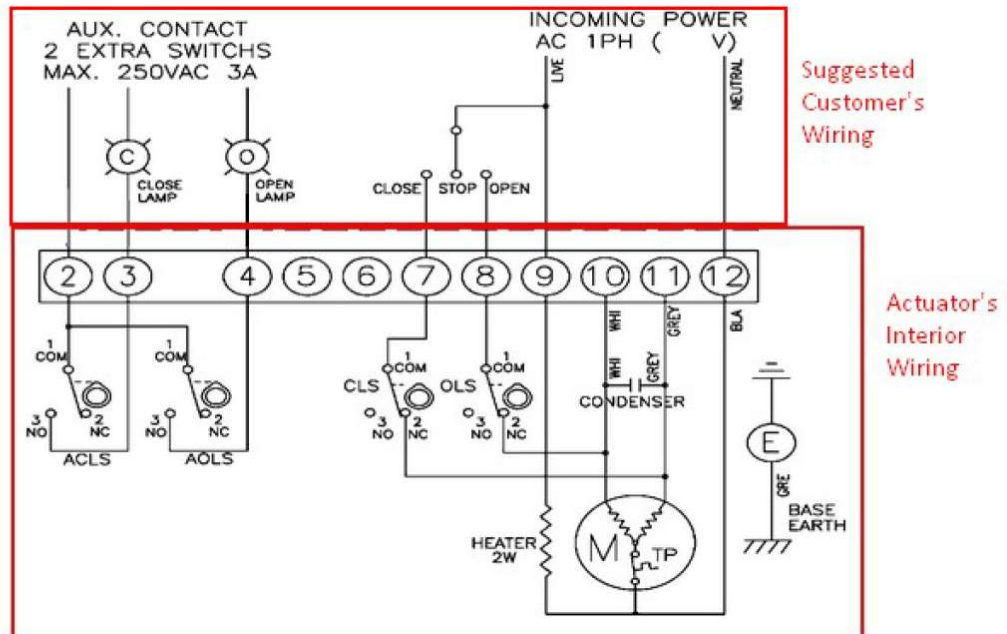 AUX. CONTACT
2 EXTRA SWITCHS
MAX. 250VAC 3A
INCOMING POWER
AC 1PH ( V)
LIVE
NEUTRAL
Suggested
Customer's
Wiring
C
CLOSE
LAMP
O
OPEN
LAMP
CLOSE STOP OPEN
2 3 4 5 6 7 8 9 10 11 12
WHI GREY BLA
Actuator's
Interior
Wiring
1
COM
1
COM
1
COM
1
COM
WHI GREY
CLS OLS
CONDENSER
3
NO
2
NC
3
NO
2
NC
3
NO
2
NC
3
NO
2
NC
ACLS AOLS
E
GRE
BASE
EARTH
HEATER
2W
M TP